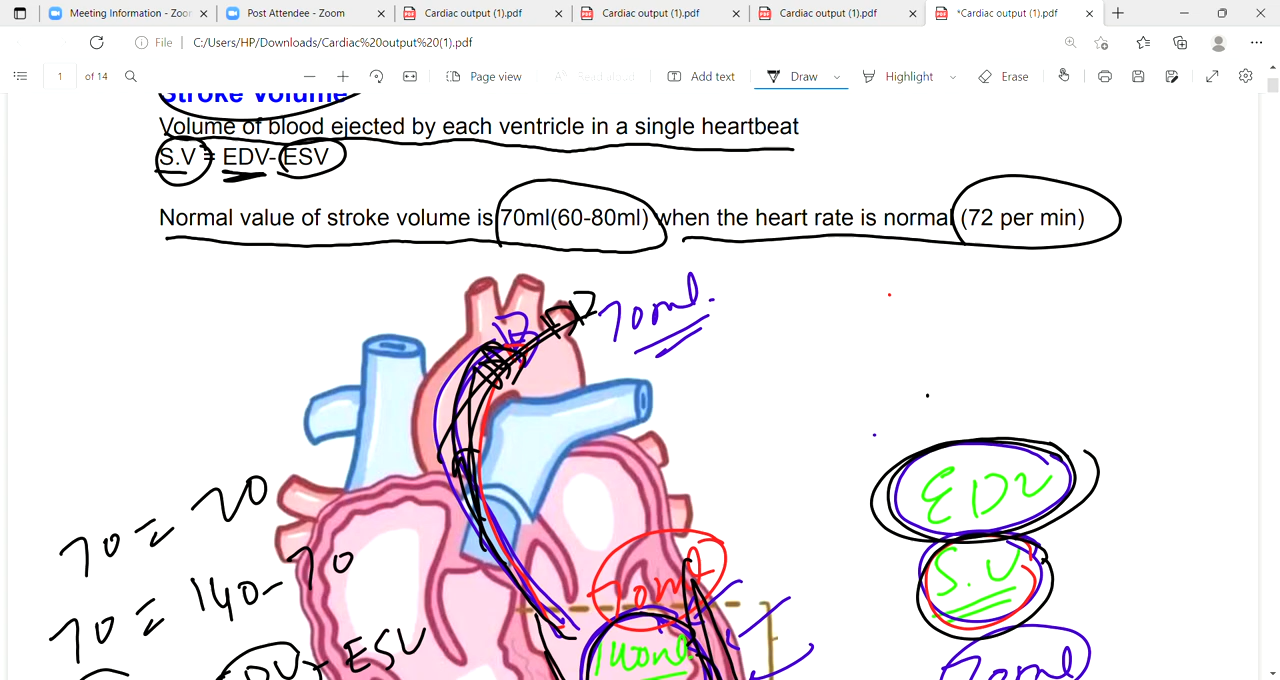 Meeting Information - Zoor
Post Attendee - Zoom
Cardiac output (1).pdf
Cardiac output (1).pdf
Cardiac output (1).pdf
*Cardiac output (1).pdf
File
C:/Users/HP/Downloads/Cardiac%20output%20(1).pdf
1 of 14
Page view
Read aloud
Add text
Draw
Highlight
Erase
Stroke Volume
Volume of blood ejected by each ventricle in a single heartbeat
S.V = EDV- ESV
Normal value of stroke volume is 70ml(60-80ml) when the heart rate is normal (72 per min)
70ml.
EDV
70 = 70
S.V
70ml
70 = 140- 70
140ml
ESV
70ml